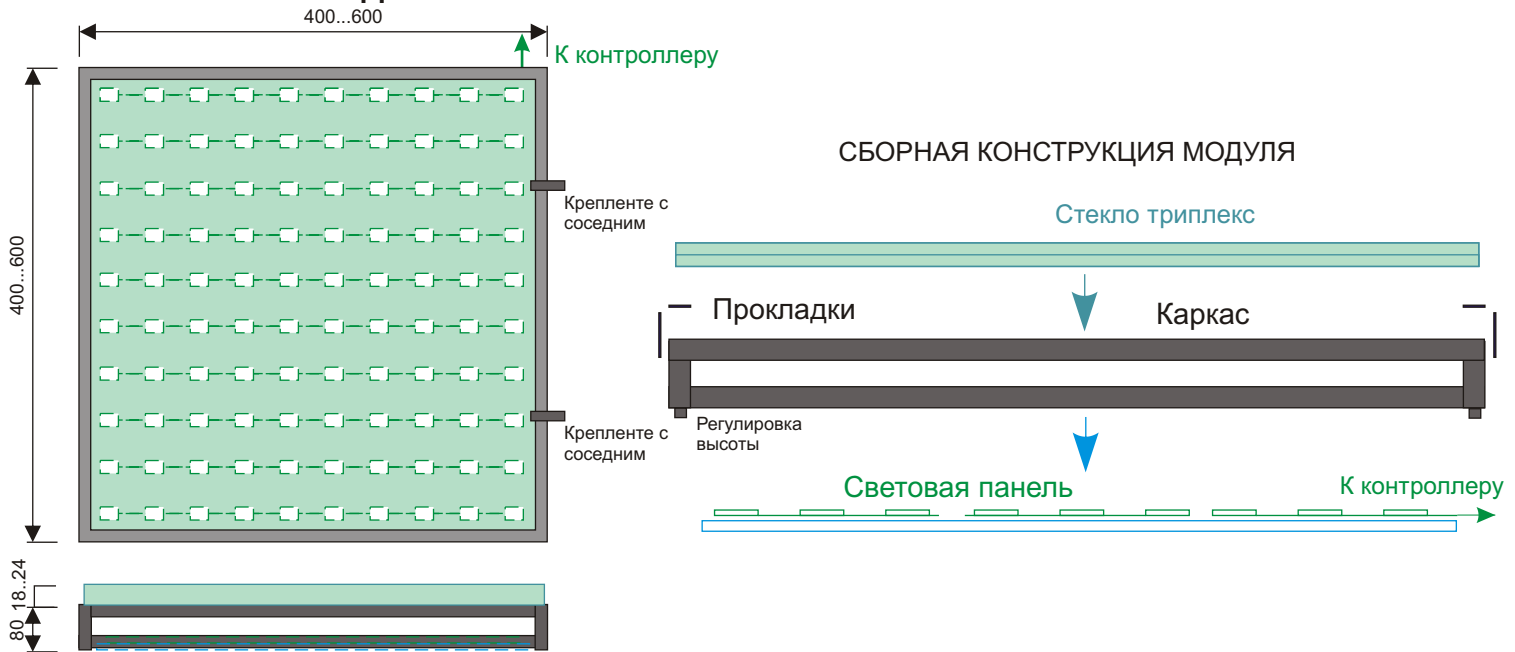 400...600
К контроллеру
400...600
Крепленте с
соседним
Крепленте с
соседним
18..24
80
СБОРНАЯ КОНСТРУКЦИЯ МОДУЛЯ
Стекло триплекс
Прокладки
Каркас
Регулировка
высоты
Световая панель
К контроллеру